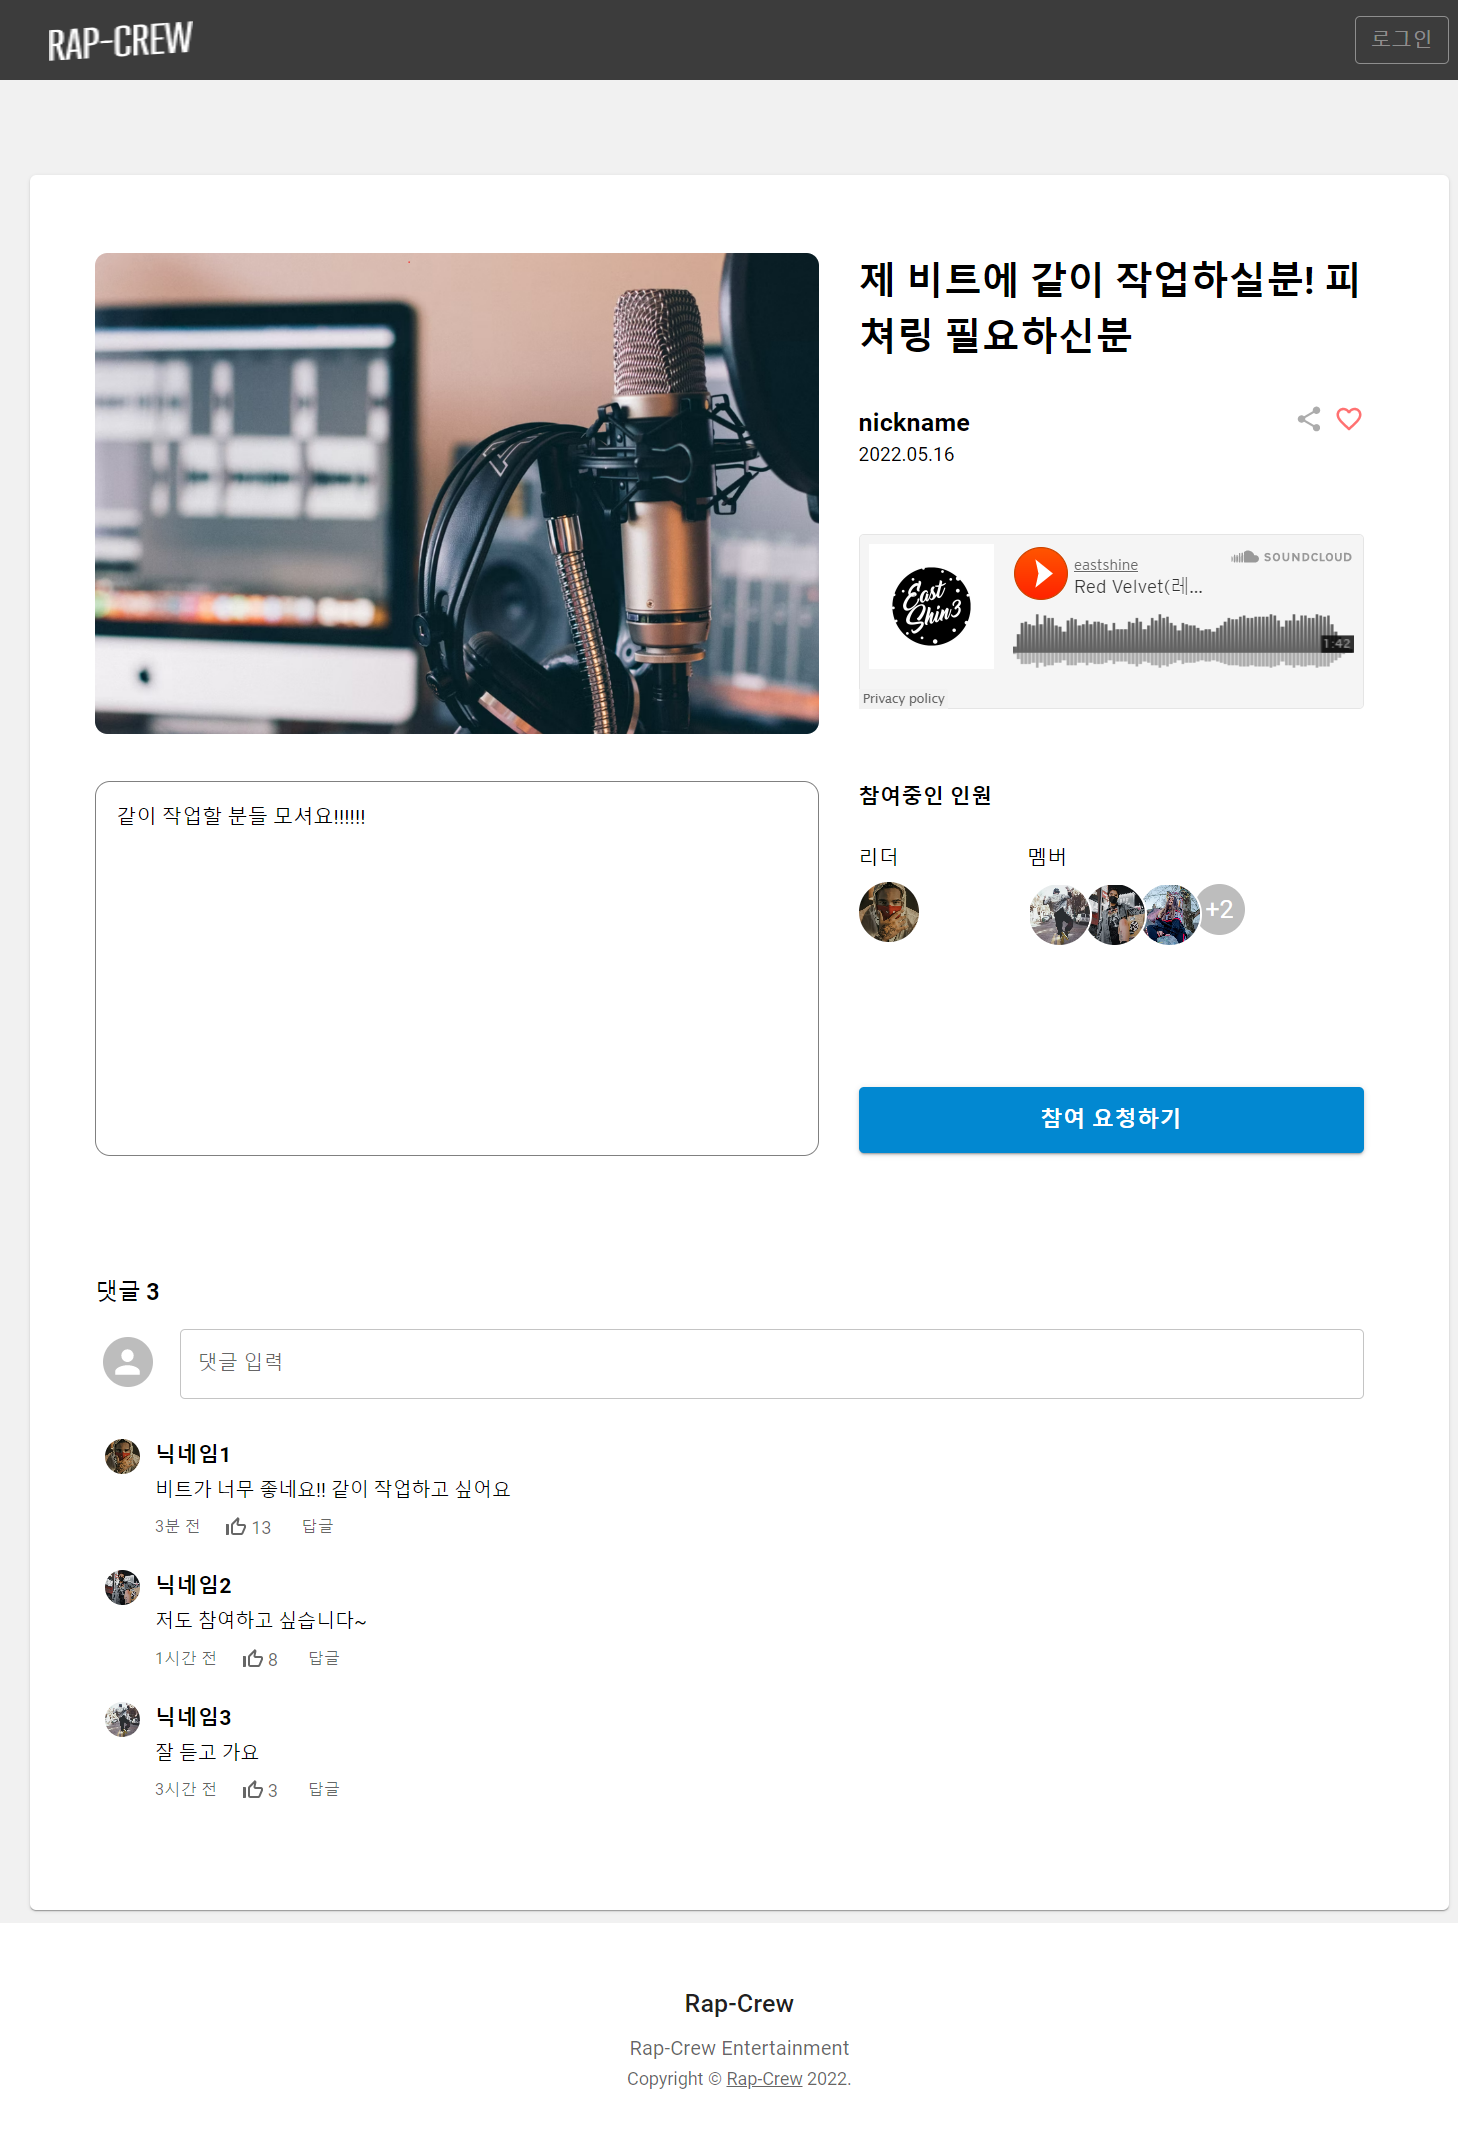 RAP-CREW
로그인
제 비트에 같이 작업하실분! 피
쳐링 필요하신분
nickname
2022.05.16
SOUNDCLOUD
eastshine
Red Velvet(레...
East
Shin3
1:42
Privacy policy
같이 작업할 분들 모셔요!!!!!!
참여중인 인원
리더
멤버
+2
참여 요청하기
댓글 3
댓글 입력
닉네임1
비트가 너무 좋네요!! 같이 작업하고 싶어요
3분 전 13 답글
닉네임2
저도 참여하고 싶습니다~
1시간 전 8 답글
닉네임3
잘 듣고 가요
3시간 전 3 답글
Rap-Crew
Rap-Crew Entertainment
Copyright © Rap-Crew 2022.